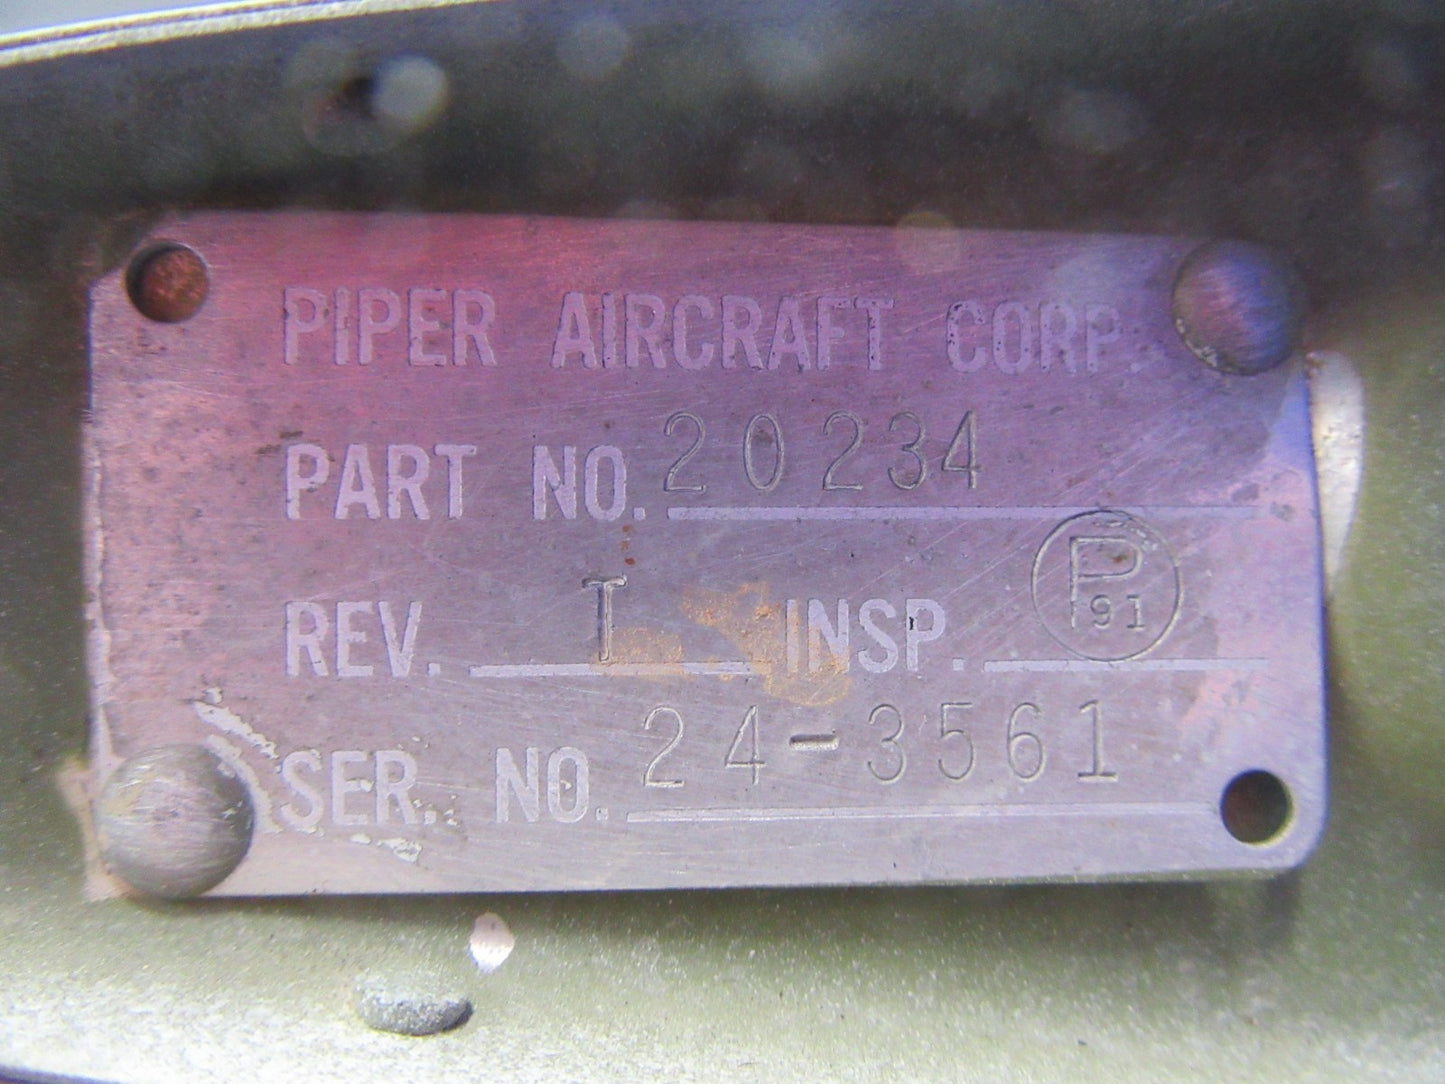 PIPER AIRCRAFT CORP.
PART NO. 20234
REV. T INSP. P 91
SER. NO. 24-3561